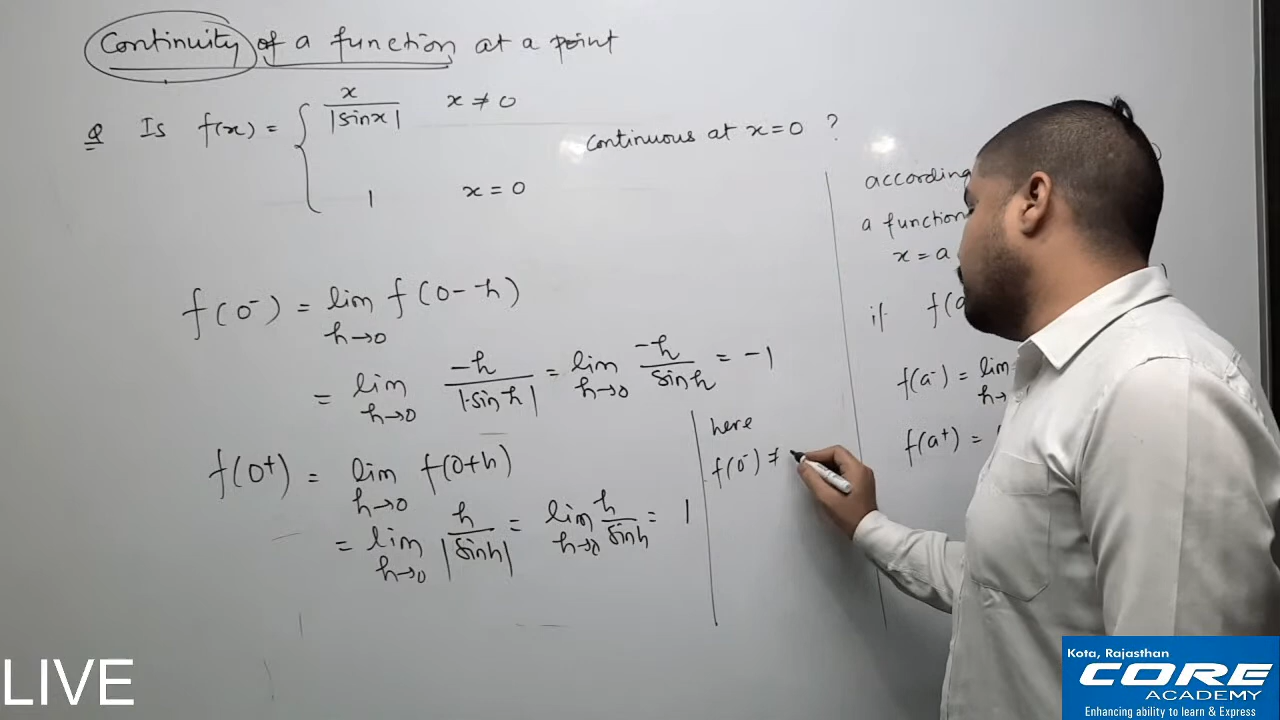 Continuity of a function at a point
Q Is f(x) = { x / |sinx| x ≠ 0
1 x = 0
continuous at x = 0 ?
f(0⁻) = lim h→0 f(0-h)
= lim h→0 -h / |-sinh| = lim h→0 -h / sinh = -1
f(0⁺) = lim h→0 f(0+h)
= lim h→0 |h / sinh| = lim h→0 h / sinh = 1
here
f(0⁻) ≠
according
a function
x = a
if f(a
f(a⁻) = lim h→
f(a⁺) =
LIVE
Kota, Rajasthan
CORE
ACADEMY
Enhancing ability to learn & Express